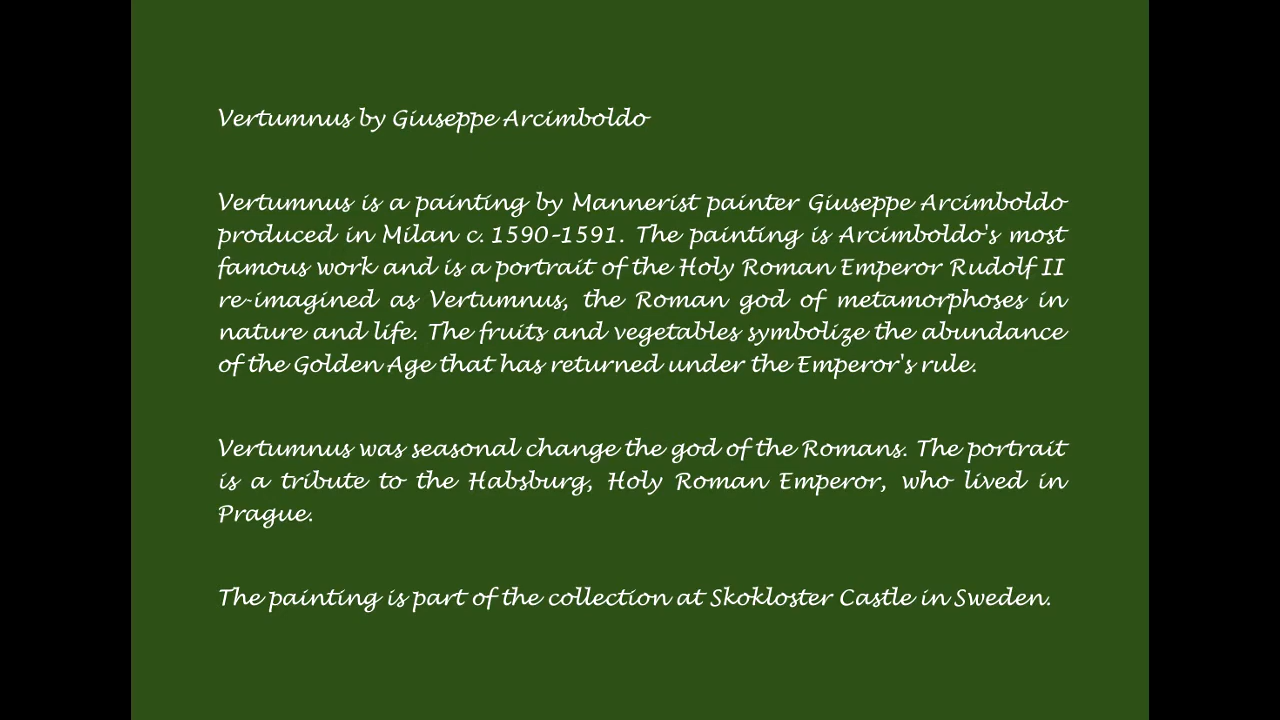 Vertumnus by Giuseppe Arcimboldo
Vertumnus is a painting by Mannerist painter Giuseppe Arcimboldo
produced in Milan c. 1590-1591. The painting is Arcimboldo's most
famous work and is a portrait of the Holy Roman Emperor Rudolf II
re-imagined as Vertumnus, the Roman god of metamorphoses in
nature and life. The fruits and vegetables symbolize the abundance
of the Golden Age that has returned under the Emperor's rule.
Vertumnus was seasonal change the god of the Romans. The portrait
is a tribute to the Habsburg, Holy Roman Emperor, who lived in
Prague.
The painting is part of the collection at Skokloster Castle in Sweden.